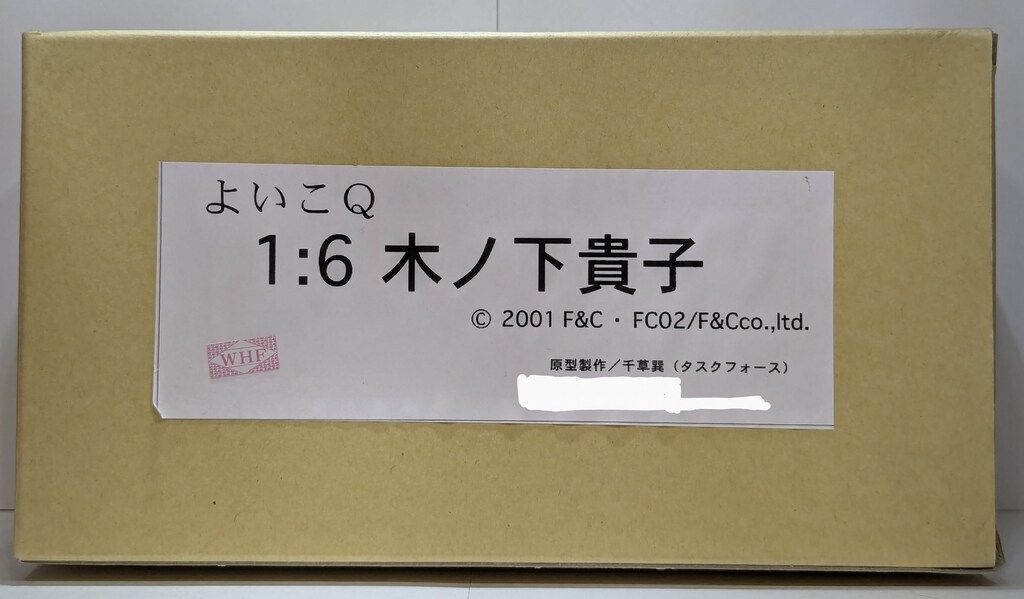 よいこQ
1:6 木ノ下貴子
© 2001 F&C・FC02/F&Cco.,ltd.
WHF
原型製作／千草巽（タスクフォース）